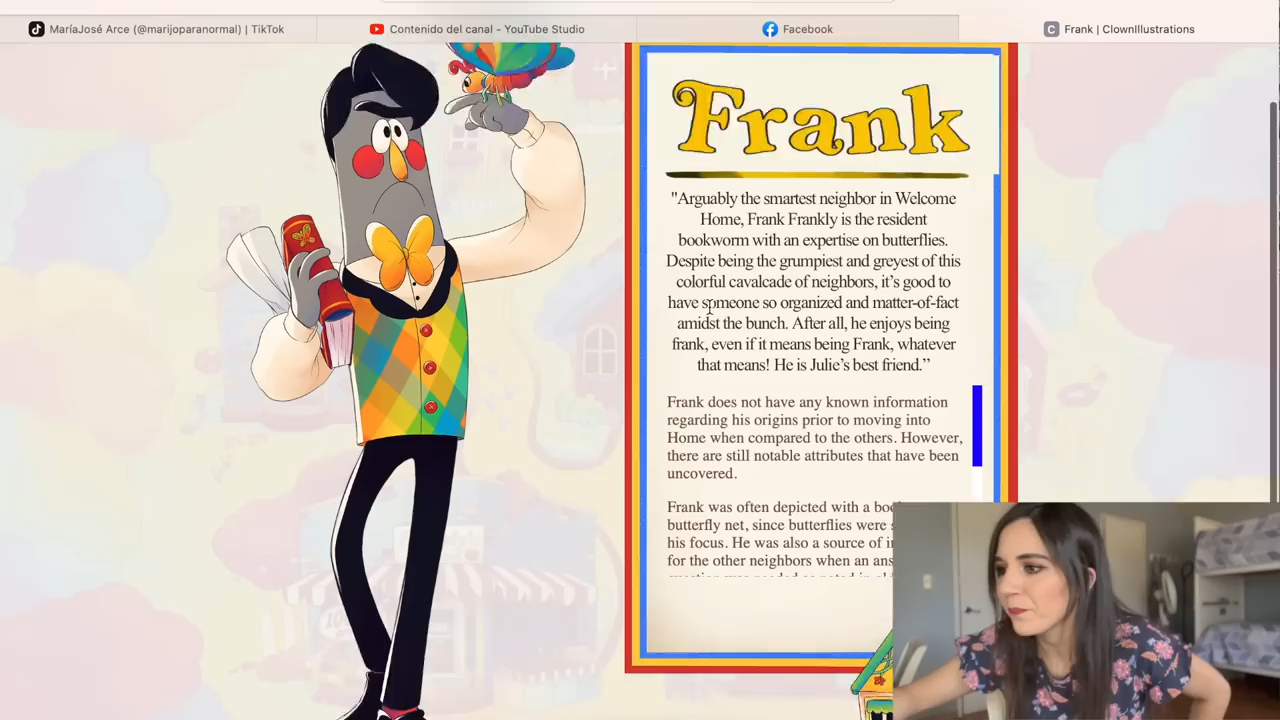 MaríaJosé Arce (@marijoparanormal) | TikTok
Contenido del canal - YouTube Studio
Facebook
Frank | ClownIllustrations
Frank
"Arguably the smartest neighbor in Welcome
Home, Frank Frankly is the resident
bookworm with an expertise on butterflies.
Despite being the grumpiest and greyest of this
colorful cavalcade of neighbors, it's good to
have someone so organized and matter-of-fact
amidst the bunch. After all, he enjoys being
frank, even if it means being Frank, whatever
that means! He is Julie's best friend.”
Frank does not have any known information
regarding his origins prior to moving into
Home when compared to the others. However,
there are still notable attributes that have been
uncovered.
Frank was often depicted with a
butterfly net, since butterflies were
his focus. He was also a source of
for the other neighbors when an